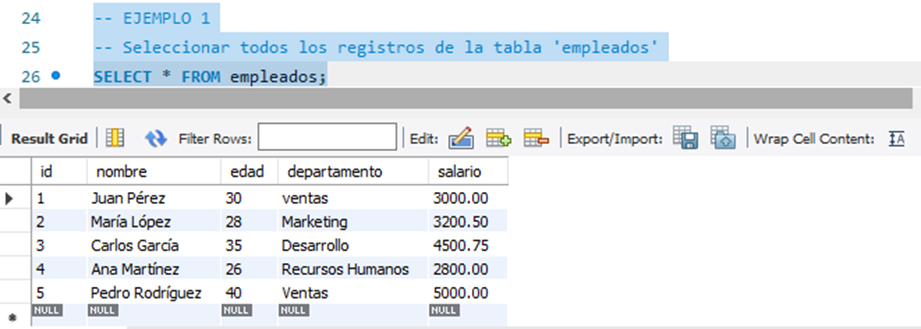 24 -- EJEMPLO 1
25 -- Seleccionar todos los registros de la tabla 'empleados'
26 SELECT * FROM empleados;
Result Grid Filter Rows: Edit: Export/Import: Wrap Cell Content: IA
id nombre edad departamento salario
1 Juan Pérez 30 ventas 3000.00
2 María López 28 Marketing 3200.50
3 Carlos García 35 Desarrollo 4500.75
4 Ana Martínez 26 Recursos Humanos 2800.00
5 Pedro Rodríguez 40 Ventas 5000.00
NULL NULL NULL NULL NULL